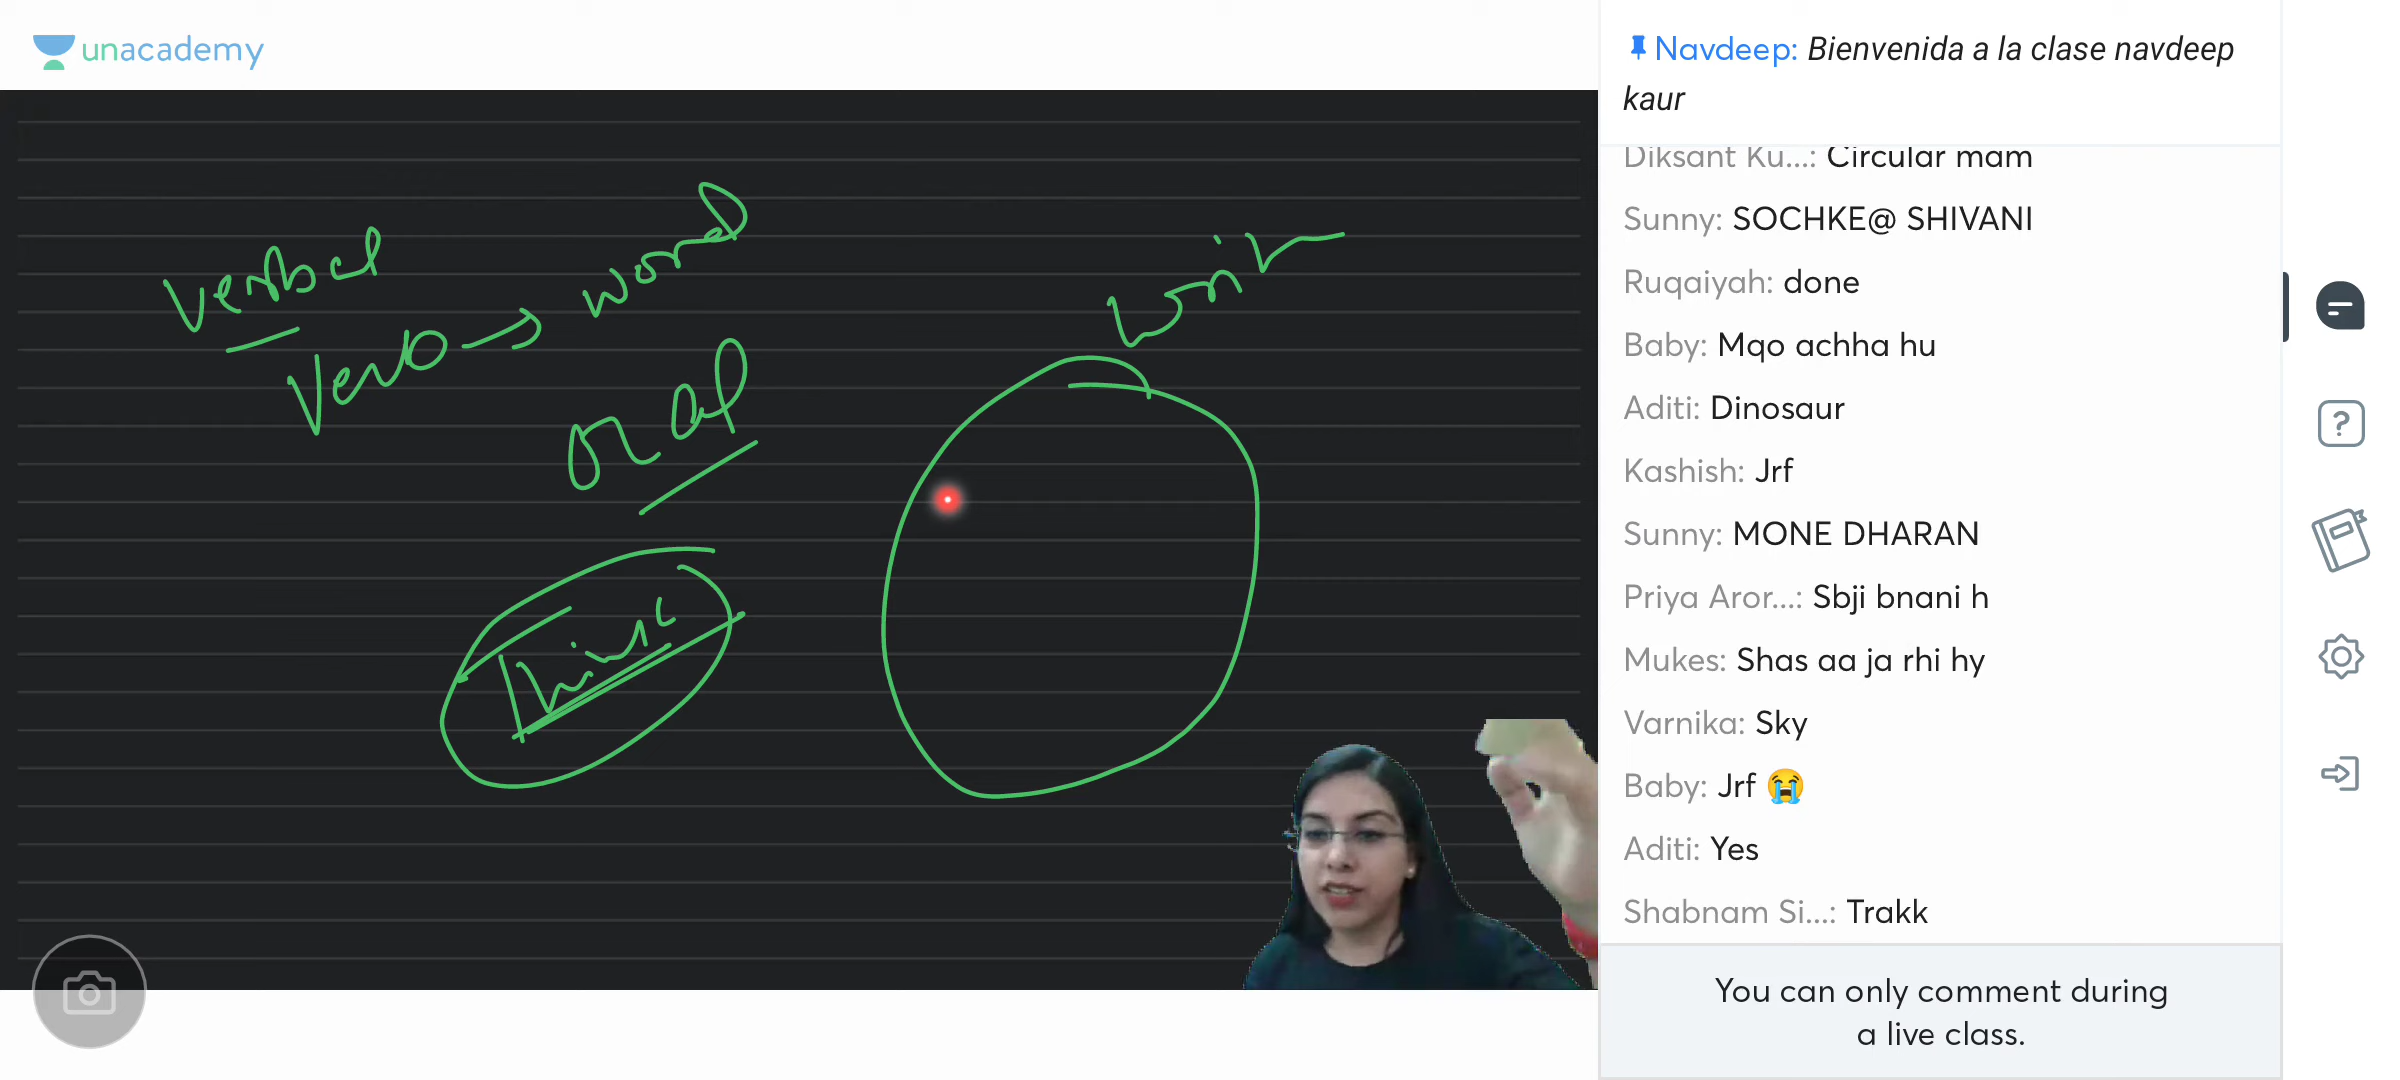 unacademy
Verbal
Verb → word
oral
Think
Navdeep: Bienvenida a la clase navdeep
kaur
Diksant Ku...: Circular mam
Sunny: SOCHKE@ SHIVANI
Ruqaiyah: done
Baby: Mqo achha hu
Aditi: Dinosaur
Kashish: Jrf
Sunny: MONE DHARAN
Priya Aror...: Sbji bnani h
Mukes: Shas aa ja rhi hy
Varnika: Sky
Baby: Jrf 😭
Aditi: Yes
Shabnam Si...: Trakk
You can only comment during
a live class.